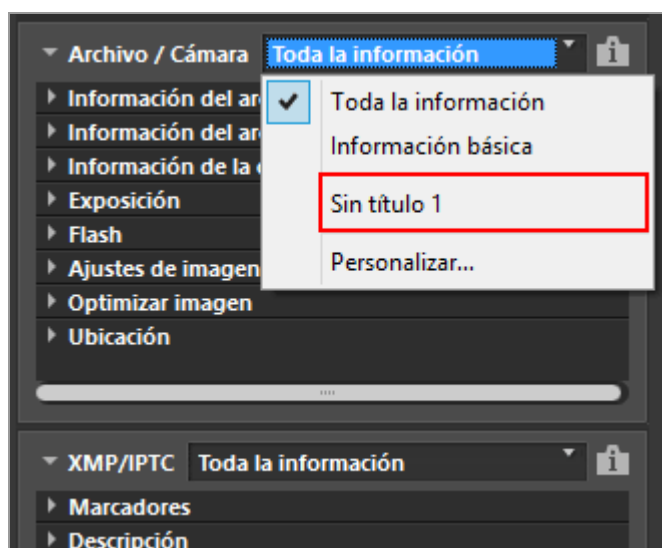 Archivo / Cámara Toda la información
Información del ar
Información del ar
Información de la
Exposición
Flash
Ajustes de imagen
Optimizar imagen
Ubicación
Toda la información
Información básica
Sin título 1
Personalizar...
XMP/IPTC Toda la información
Marcadores
Descripción